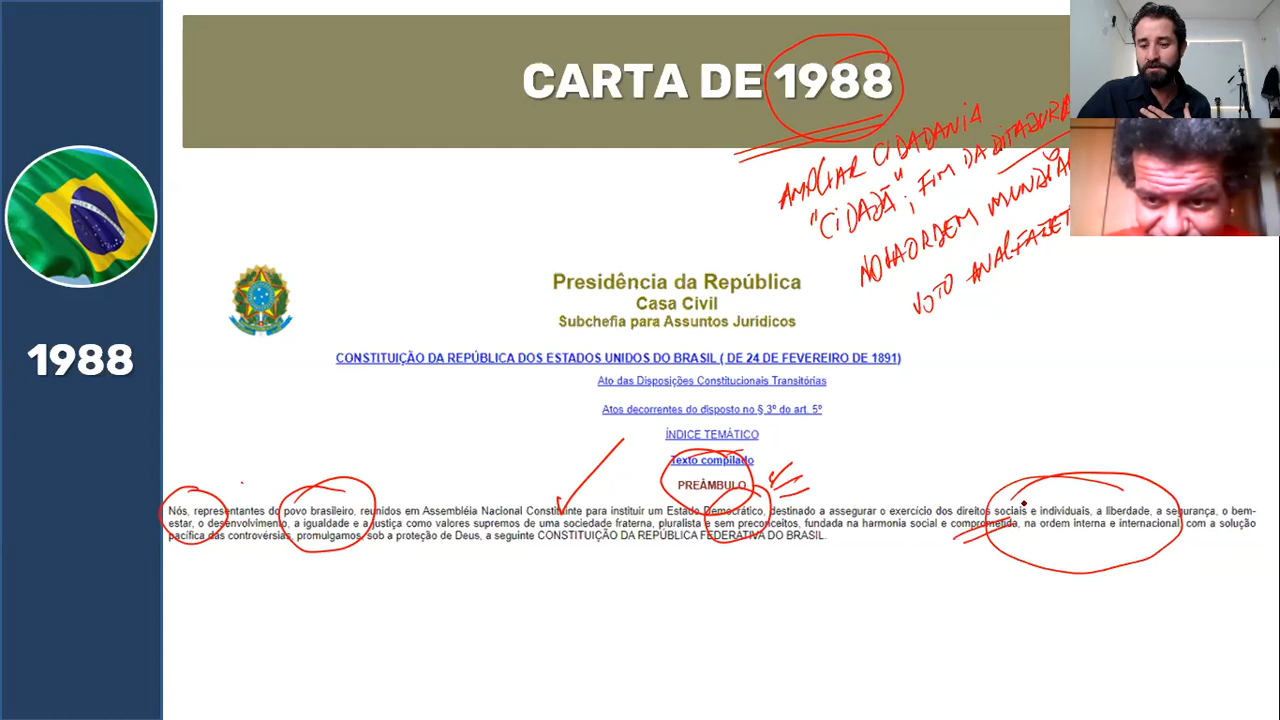 CARTA DE 1988
AMPLIAR CIDADANIA
"CIDADÃ"; FIM DA DITADURA
NOVA ORDEM MUNDIAL
VOTO
1988
Presidência da República
Casa Civil
Subchefia para Assuntos Jurídicos
CONSTITUIÇÃO DA REPÚBLICA DOS ESTADOS UNIDOS DO BRASIL ( DE 24 DE FEVEREIRO DE 1891)
Ato das Disposições Constitucionais Transitórias
Atos decorrentes do disposto no § 3º do art. 5º
ÍNDICE TEMÁTICO
Texto compilado
PREÂMBULO
Nós, representantes do povo brasileiro, reunidos em Assembléia Nacional Constituinte para instituir um Estado Democrático, destinado a assegurar o exercício dos direitos sociais e individuais, a liberdade, a segurança, o bem-
estar, o desenvolvimento, a igualdade e a justiça como valores supremos de uma sociedade fraterna, pluralista e sem preconceitos, fundada na harmonia social e comprometida, na ordem interna e internacional, com a solução
pacífica das controvérsias, promulgamos, sob a proteção de Deus, a seguinte CONSTITUIÇÃO DA REPÚBLICA FEDERATIVA DO BRASIL.